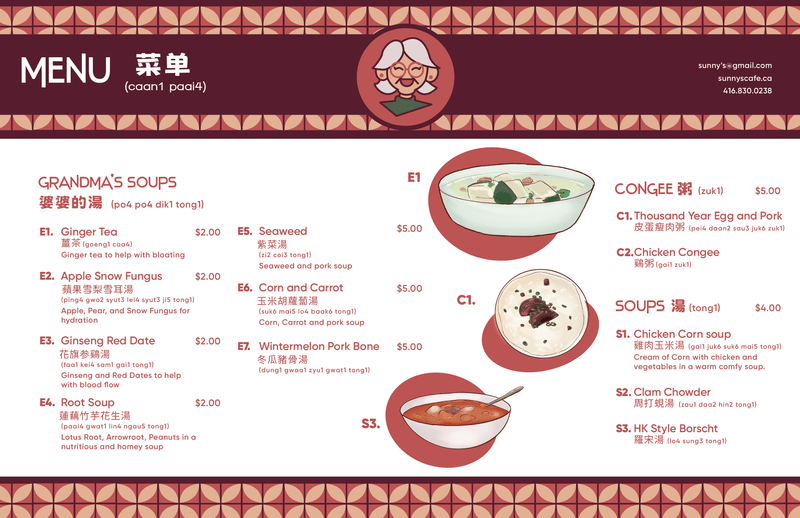 MENU 菜单
(caan1 paai4)
sunny's@gmail.com
sunnyscafe.ca
416.830.0238
GRANDMA'S SOUPS
婆婆的湯 (po4 po4 dik1 tong1)
E1. Ginger Tea $2.00
薑茶 (goeng1 caa4)
Ginger tea to help with bloating
E2. Apple Snow Fungus $2.00
蘋果雪梨雪耳湯
(ping4 gwo2 syut3 lei4 syut3 ji5 tong1)
Apple, Pear, and Snow Fungus for
hydration
E3. Ginseng Red Date $2.00
花旗参鷄湯
(faa1 kei4 sam1 gai1 tong1)
Ginseng and Red Dates to help
with blood flow
E4. Root Soup $2.00
蓮藕竹芋花生湯
(paai4 gwat1 lin4 ngau5 tong1)
Lotus Root, Arrowroot, Peanuts in a
nutritious and homey soup
E5. Seaweed $5.00
紫菜湯
(zi2 coi3 tong1)
Seaweed and pork soup
E6. Corn and Carrot $5.00
玉米胡蘿蔔湯
(suk6 mai5 lo4 baak6 tong1)
Corn, Carrot and pork soup
E7. Wintermelon Pork Bone $5.00
冬瓜豬骨湯
(dung1 gwaa1 zyu1 gwat1 tong1)
E1
C1.
S3.
CONGEE 粥 (zuk1) $5.00
C1. Thousand Year Egg and Pork
皮蛋瘦肉粥 (pei4 daan2 sau3 juk6 zuk1)
C2. Chicken Congee
鷄粥 (gai1 zuk1)
SOUPS 湯 (tong1) $4.00
S1. Chicken Corn soup
雞肉玉米湯 (gai1 juk6 suk6 mai5 tong1)
Cream of Corn with chicken and
vegetables in a warm comfy soup.
S2. Clam Chowder
周打蜆湯 (zau1 daa2 hin2 tong1)
S3. HK Style Borscht
羅宋湯 (lo4 sung3 tong1)